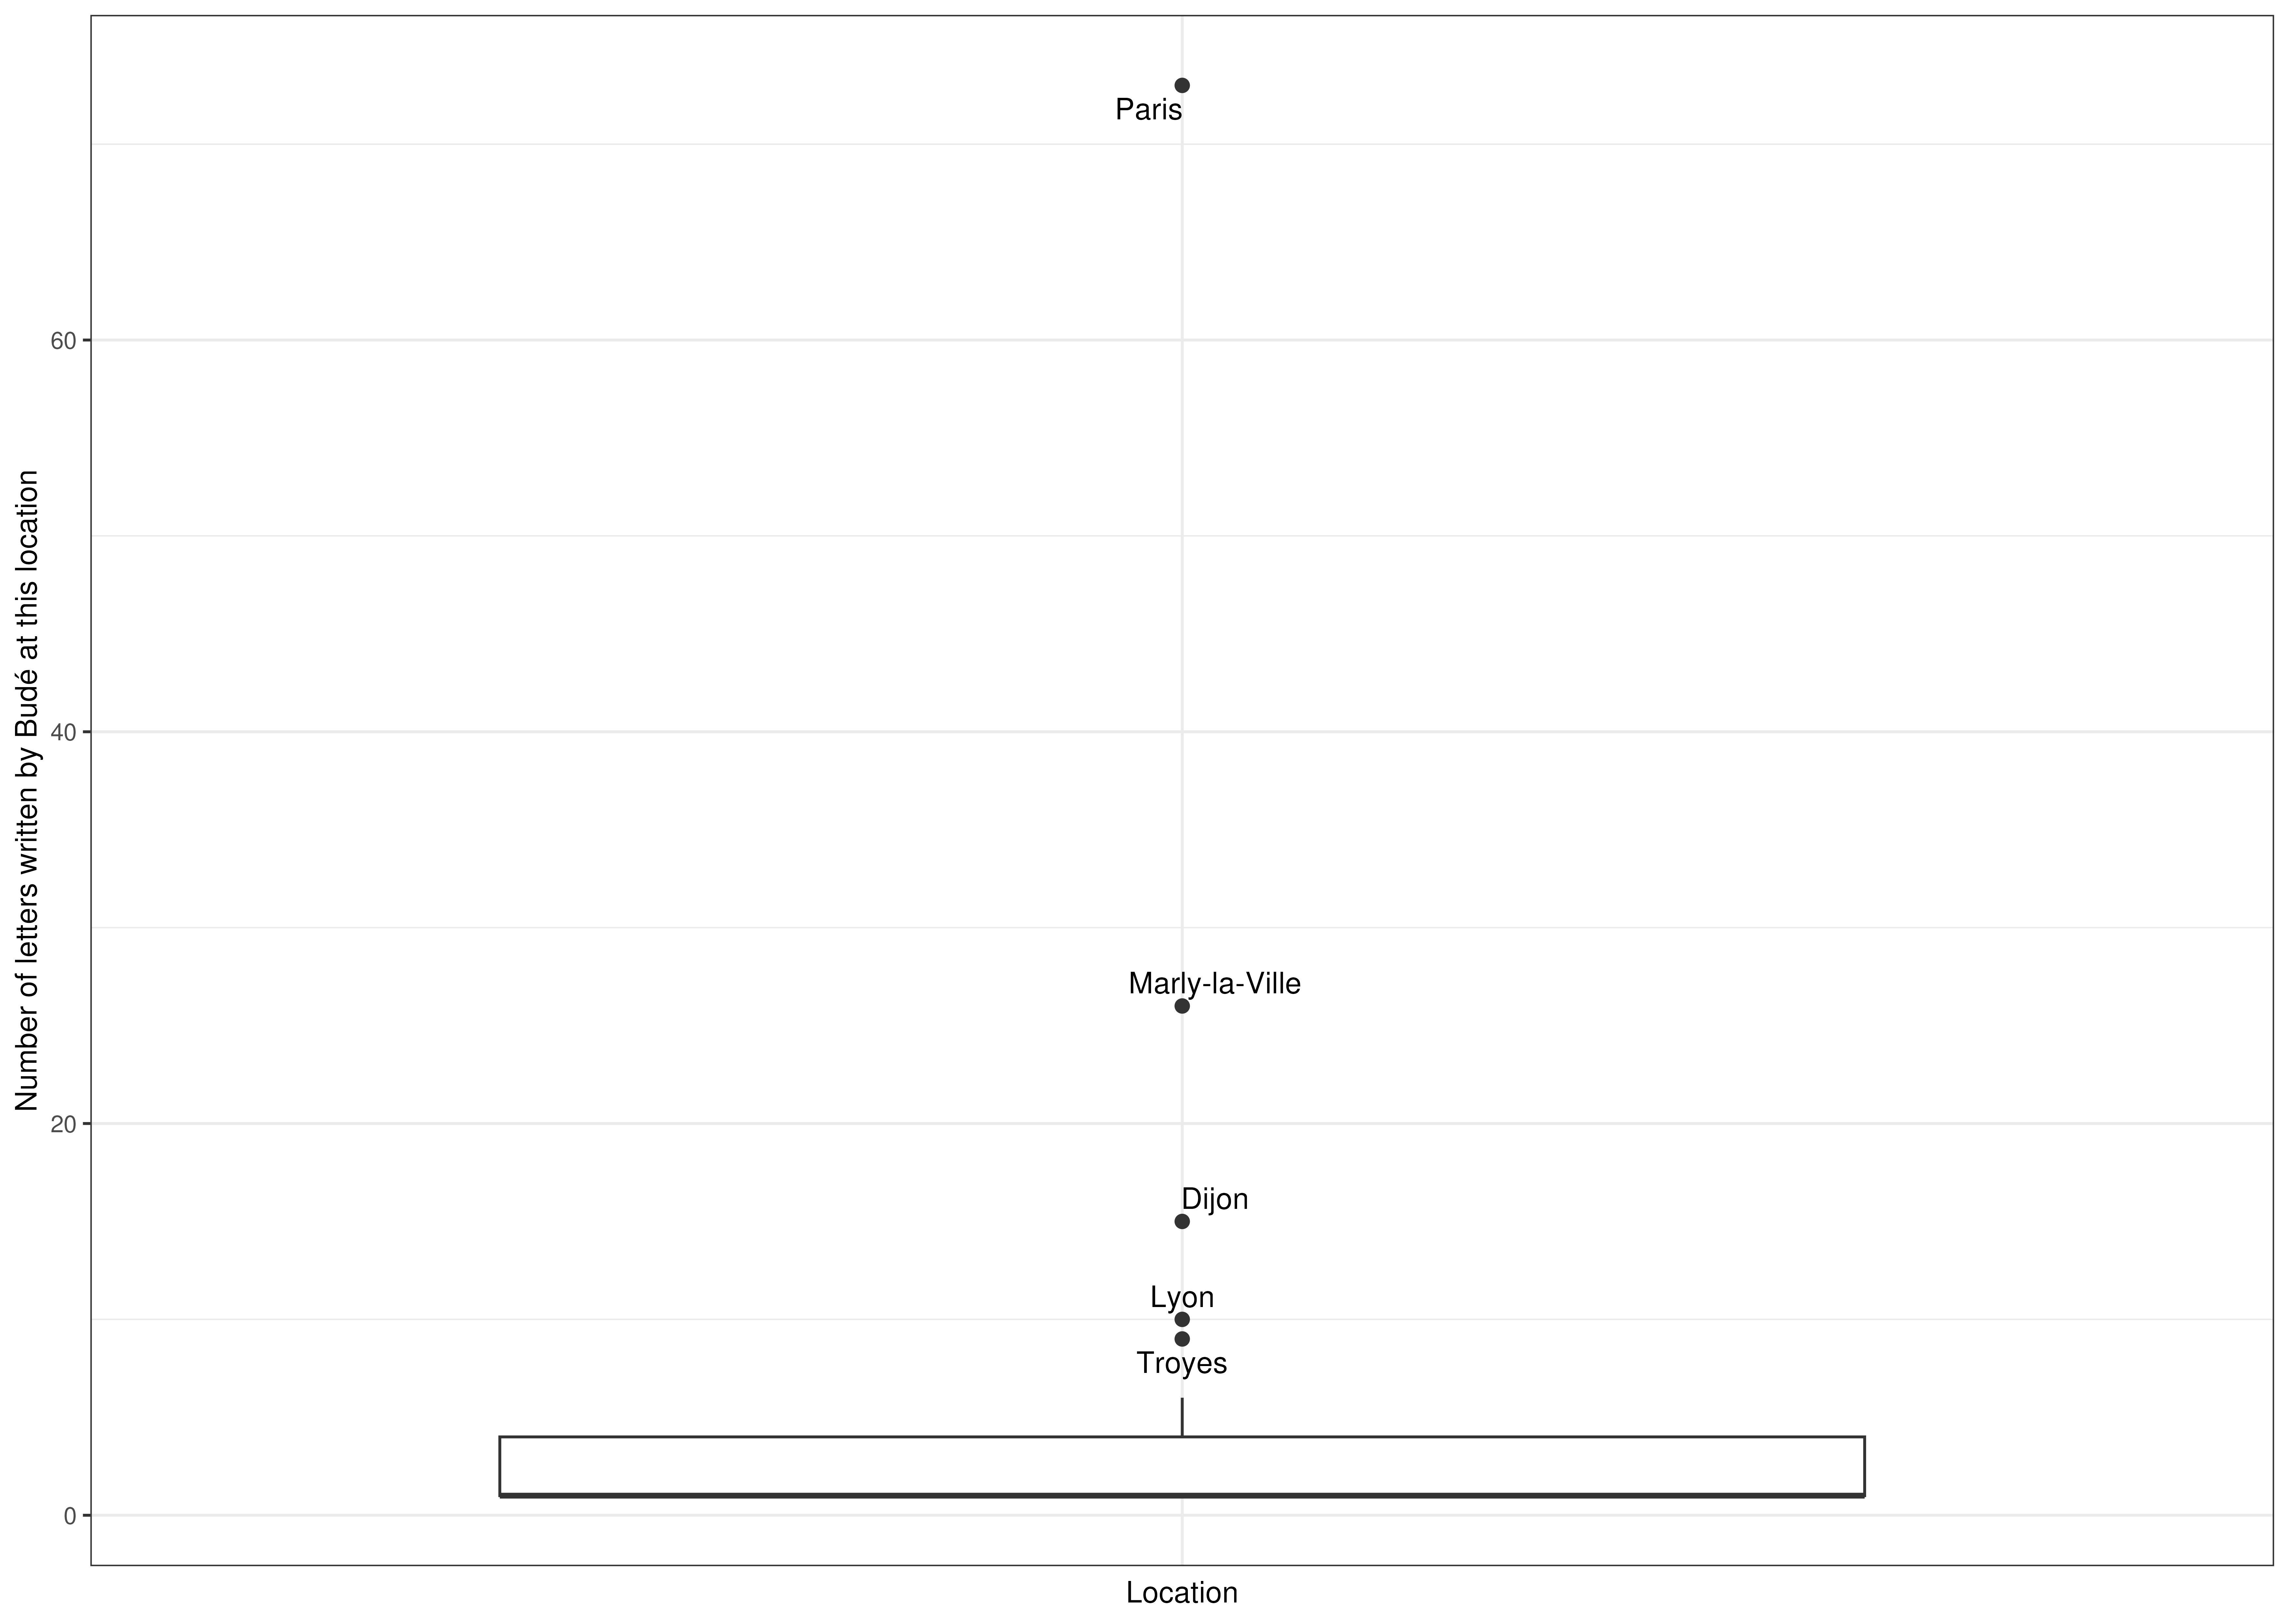 Paris
60
Number of letters written by Budé at this location
40
Marly-la-Ville
20
Dijon
Lyon
Troyes
0
Location